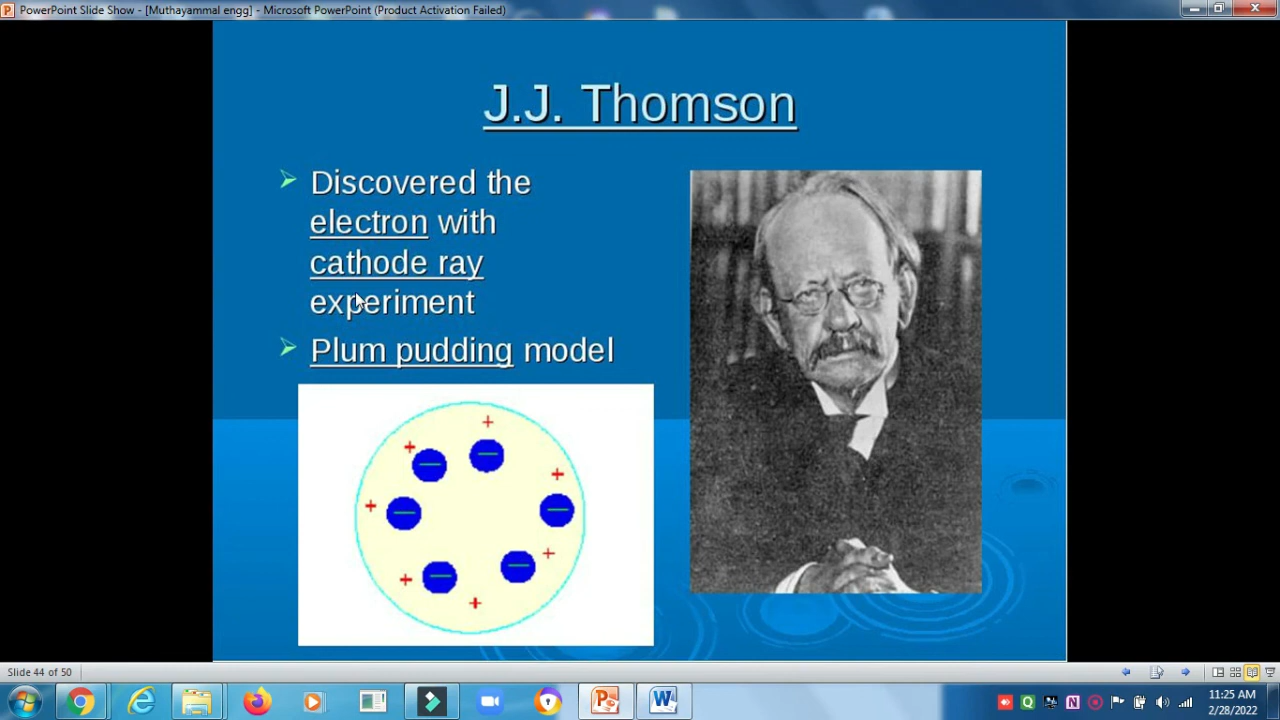 PowerPoint Slide Show - [Muthayammal engg] - Microsoft PowerPoint (Product Activation Failed)
J.J. Thomson
Discovered the
electron with
cathode ray
experiment
Plum pudding model
Slide 44 of 50
11:25 AM
2/28/2022